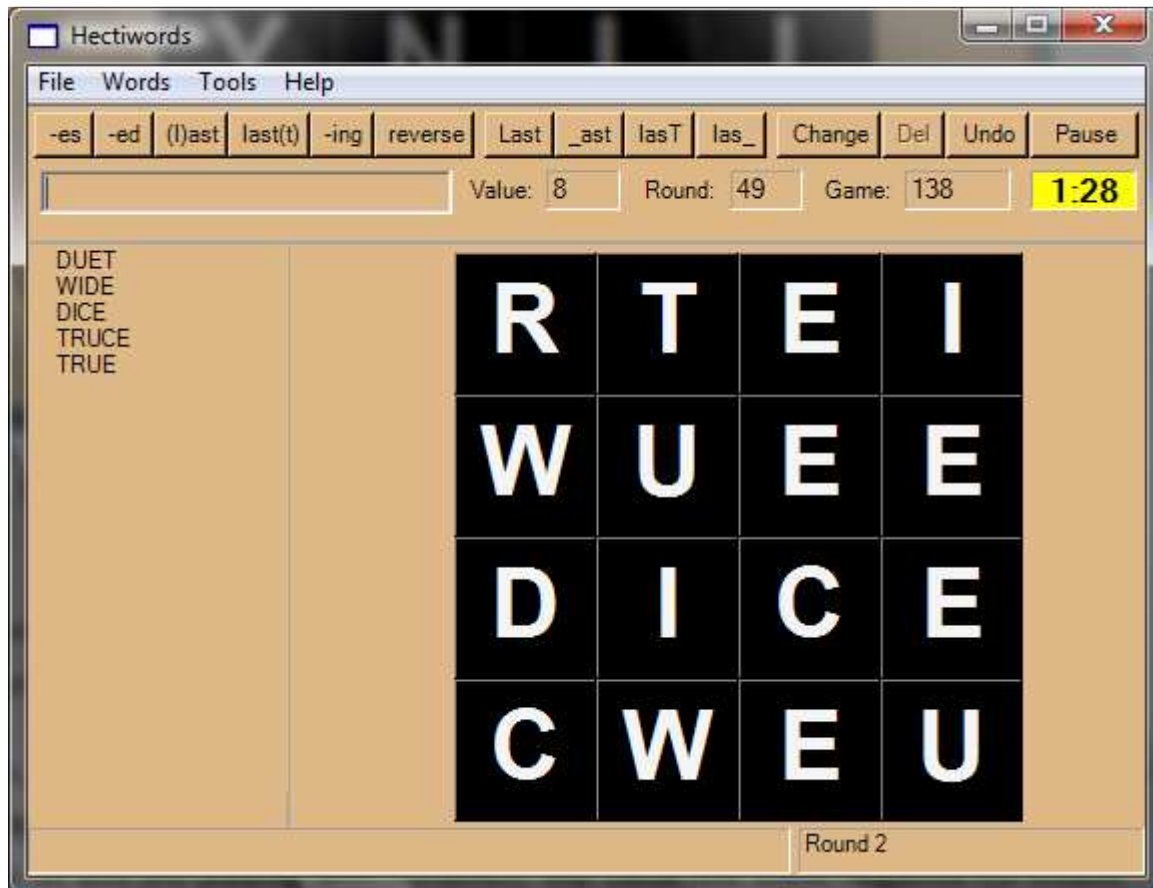 Hectiwords
File Words Tools Help
-es -ed (l)ast last(t) -ing reverse Last _ast lasT las_ Change Del Undo Pause
Value: 8 Round: 49 Game: 138 1:28
DUET
WIDE
DICE
TRUCE
TRUE
R T E I
W U E E
D I C E
C W E U
Round 2